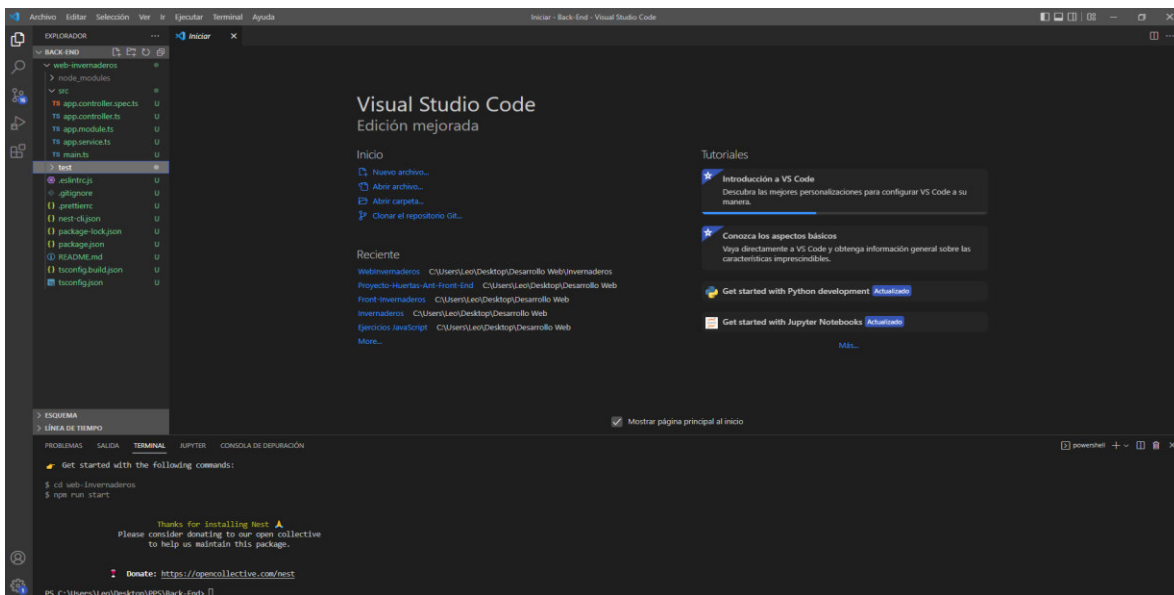 Archivo Editar Selección Ver Ir Ejecutar Terminal Ayuda
Iniciar - Back-End - Visual Studio Code
EXPLORADOR
Iniciar
BACK-END
web-invernaderos
node_modules
src
TS app.controller.spec.ts U
TS app.controller.ts U
TS app.module.ts U
TS app.service.ts U
TS main.ts U
test
.eslintrc.js U
.gitignore U
{} .prettierrc U
{} nest-cli.json U
{} package-lock.json U
{} package.json U
README.md U
{} tsconfig.build.json U
tsconfig.json U
ESQUEMA
LÍNEA DE TIEMPO
Visual Studio Code
Edición mejorada
Inicio
Nuevo archivo...
Abrir archivo...
Abrir carpeta...
Clonar el repositorio Git...
Reciente
WebInvernaderos C:\Users\Leo\Desktop\Desarrollo Web\Invernaderos
Proyecto-Huertas-Ant-Front-End C:\Users\Leo\Desktop\Desarrollo Web
Front-Invernaderos C:\Users\Leo\Desktop\Desarrollo Web
Invernaderos C:\Users\Leo\Desktop\Desarrollo Web
Ejercicios JavaScript C:\Users\Leo\Desktop\Desarrollo Web
More...
Tutoriales
Introducción a VS Code
Descubra las mejores personalizaciones para configurar VS Code a su
manera.
Conozca los aspectos básicos
Vaya directamente a VS Code y obtenga información general sobre las
características imprescindibles.
Get started with Python development Actualizado
Get started with Jupyter Notebooks Actualizado
Más...
Mostrar página principal al inicio
PROBLEMAS SALIDA TERMINAL JUPYTER CONSOLA DE DEPURACIÓN
powershell
Get started with the following commands:
$ cd web-invernaderos
$ npm run start
Thanks for installing Nest
Please consider donating to our open collective
to help us maintain this package.
Donate: https://opencollective.com/nest
PS C:\Users\Leo\Desktop\PPS\Back-End>